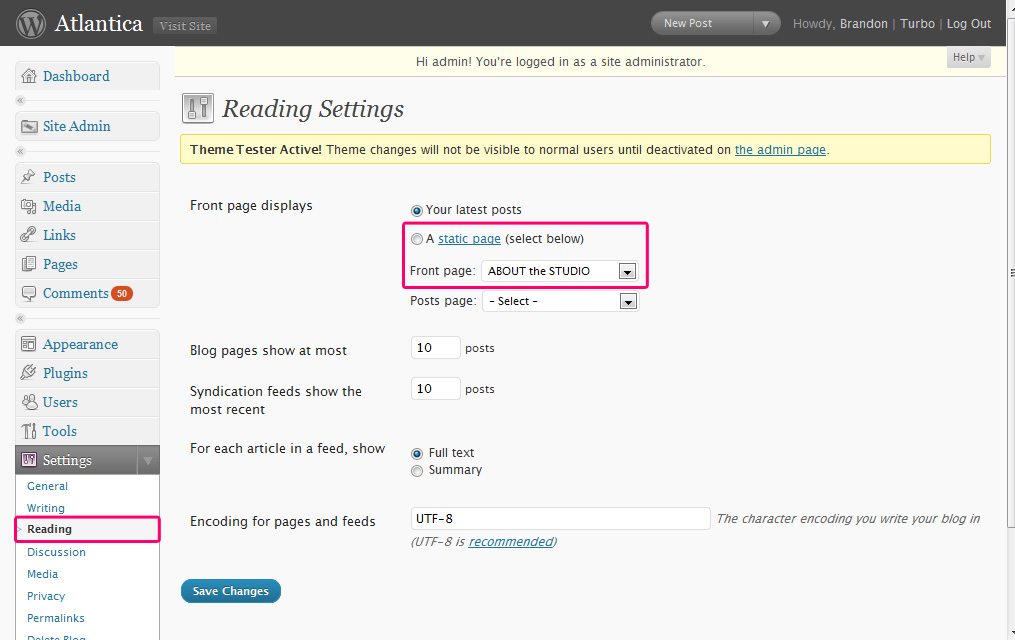 Atlantica Visit Site New Post Howdy, Brandon | Turbo | Log Out
Hi admin! You're logged in as a site administrator. Help
Dashboard
Site Admin
Posts
Media
Links
Pages
Comments 50
Appearance
Plugins
Users
Tools
Settings
General
Writing
Reading
Discussion
Media
Privacy
Permalinks
Delete Blog
Reading Settings
Theme Tester Active! Theme changes will not be visible to normal users until deactivated on the admin page.
Front page displays
Your latest posts
A static page (select below)
Front page: ABOUT the STUDIO
Posts page: – Select –
Blog pages show at most 10 posts
Syndication feeds show the
most recent
10 posts
For each article in a feed, show
Full text
Summary
Encoding for pages and feeds UTF-8 The character encoding you write your blog in
(UTF-8 is recommended)
Save Changes